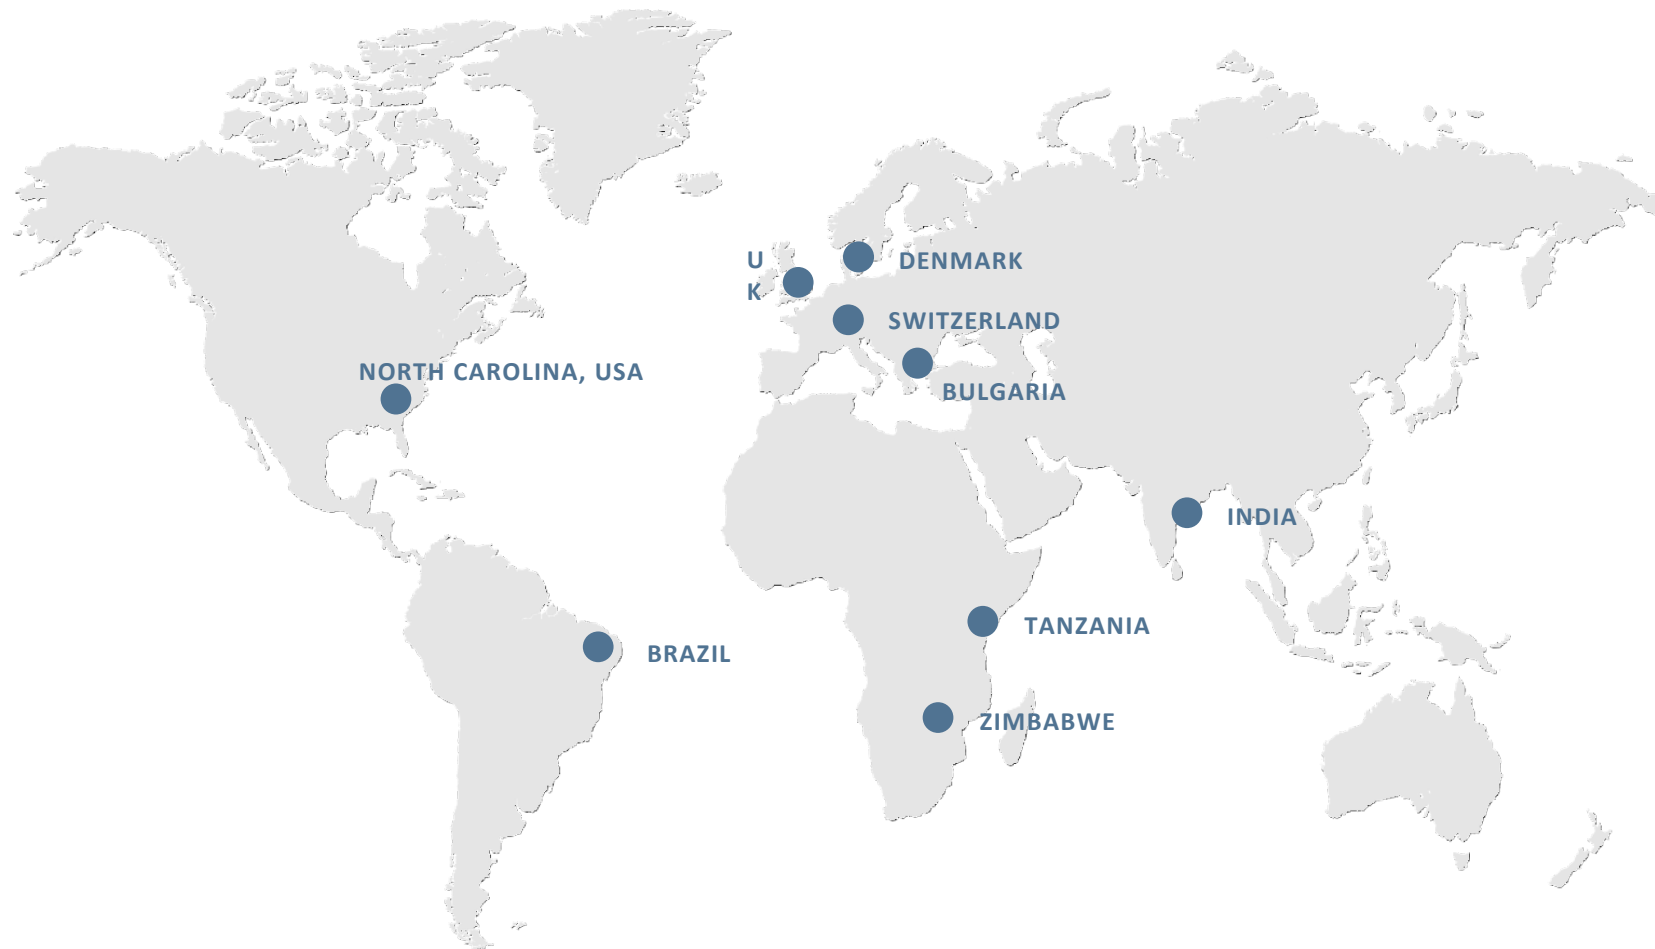 U
K
DENMARK
SWITZERLAND
NORTH CAROLINA, USA
BULGARIA
INDIA
TANZANIA
BRAZIL
ZIMBABWE